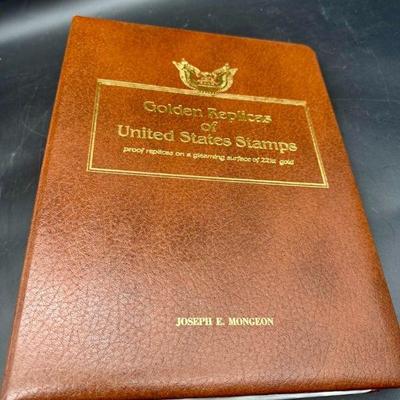 Golden Replicas
of
United States Stamps
proof replicas on a gleaming surface of 22kt gold
JOSEPH E. MONGEON